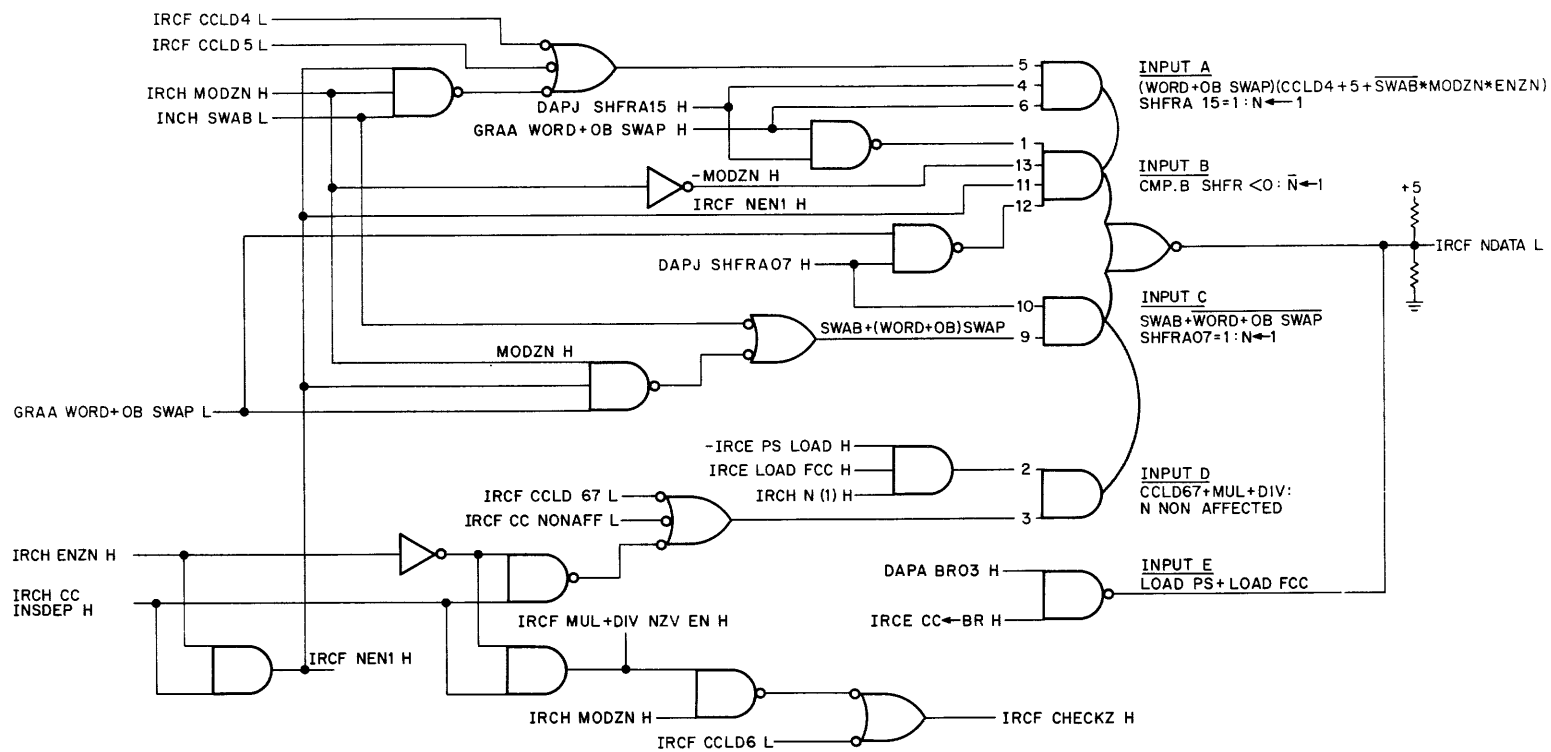 IRCF CCLD4 L
IRCF CCLD5 L
IRCH MODZN H
INCH SWAB L
DAPJ SHFRA15 H
GRAA WORD+OB SWAP H
5
4
6
INPUT A
(WORD+OB SWAP)(CCLD4+5+SWAB*MODZN*ENZN)
SHFRA 15=1:N←1
1
13
11
12
-MODZN H
IRCF NEN1 H
INPUT B
CMP.B SHFR <0: N←1
+5
IRCF NDATA L
DAPJ SHFRA07 H
10
9
INPUT C
SWAB+WORD+OB SWAP
SHFRA07=1:N←1
SWAB+(WORD+OB)SWAP
MODZN H
GRAA WORD+OB SWAP L
-IRCE PS LOAD H
IRCE LOAD FCC H
IRCH N (1) H
2
3
INPUT D
CCLD67+MUL+DIV:
N NON AFFECTED
IRCF CCLD 67 L
IRCF CC NONAFF L
IRCH ENZN H
IRCH CC
INSDEP H
DAPA BR03 H
IRCE CC←BR H
INPUT E
LOAD PS+LOAD FCC
IRCF MUL+DIV NZV EN H
IRCF NEN1 H
IRCH MODZN H
IRCF CCLD6 L
IRCF CHECKZ H